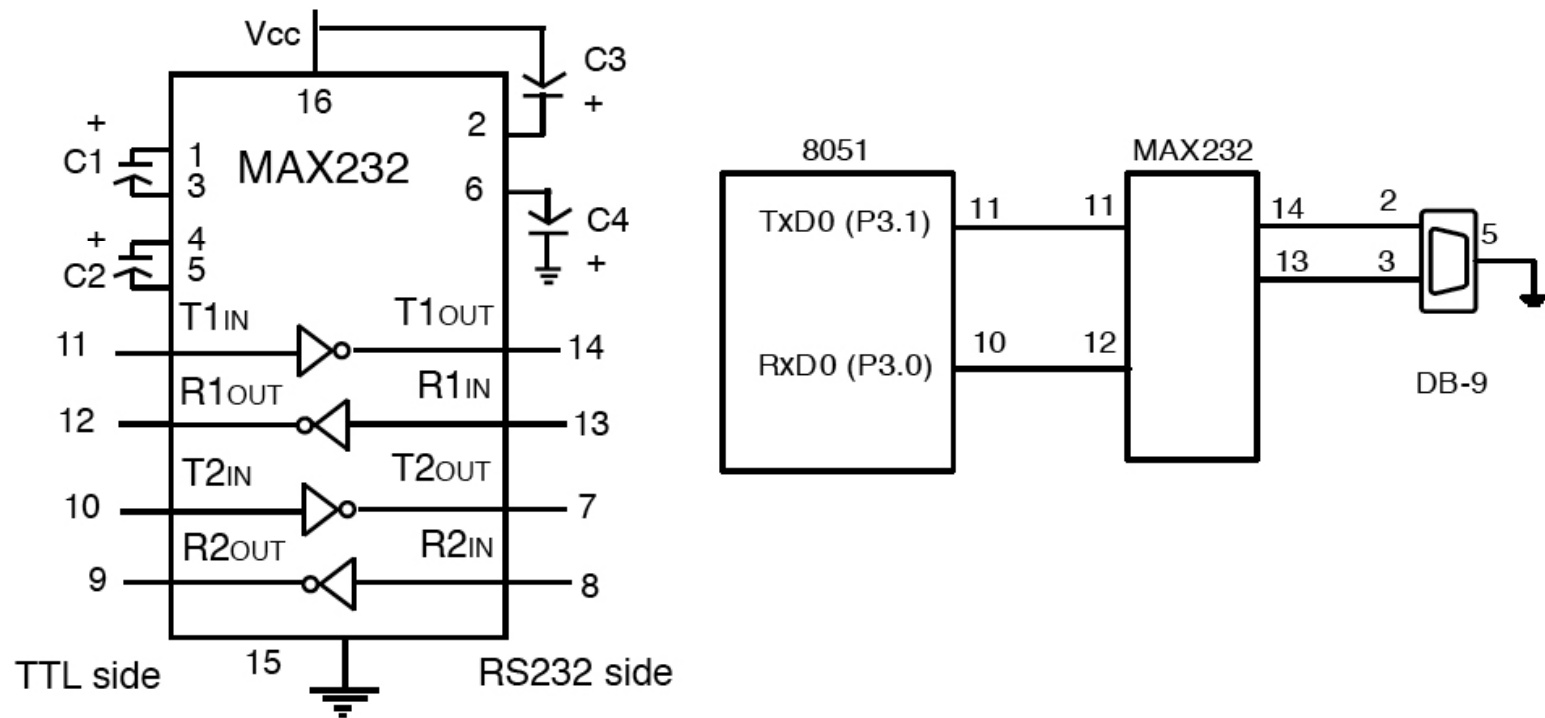 Vcc
C3
+
16
2
+
C1
1
3
MAX232
6
C4
+
+
C2
4
5
T1IN
T1OUT
11
14
R1OUT
R1IN
12
13
T2IN
T2OUT
10
7
R2OUT
R2IN
9
8
TTL side
15
RS232 side
8051
MAX232
TxD0 (P3.1)
11
11
14
2
5
13
3
RxD0 (P3.0)
10
12
DB-9